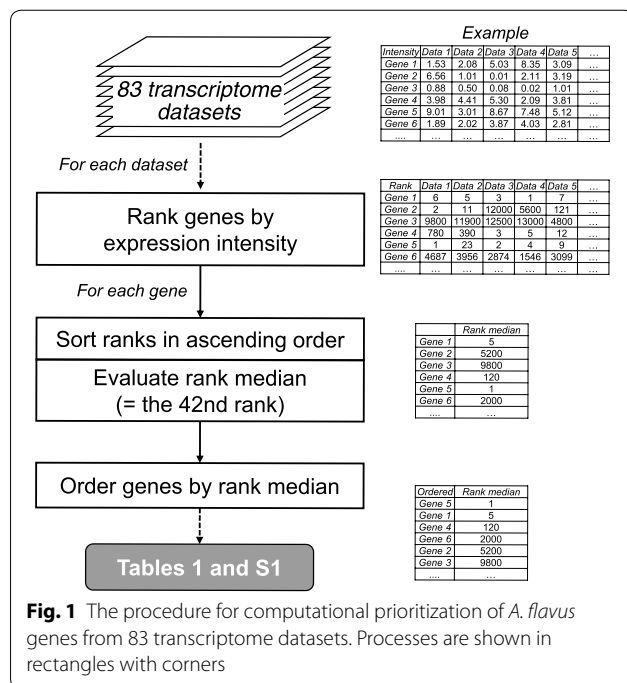 Example
83 transcriptome
datasets
Intensity Data 1 Data 2 Data 3 Data 4 Data 5 ...
Gene 1 1.53 2.08 5.03 8.35 3.09 ...
Gene 2 6.56 1.01 0.01 2.11 3.19 ...
Gene 3 0.88 0.50 0.08 0.02 1.01 ...
Gene 4 3.98 4.41 5.30 2.09 3.81 ...
Gene 5 9.01 3.01 8.67 7.48 5.12 ...
Gene 6 1.89 2.02 3.87 4.03 2.81 ...
.... ... ... ... ... ... ...
For each dataset
Rank genes by
expression intensity
Rank Data 1 Data 2 Data 3 Data 4 Data 5 ...
Gene 1 6 5 3 1 7 ...
Gene 2 2 11 12000 5600 121 ...
Gene 3 9800 11900 12500 13000 4800 ...
Gene 4 780 390 3 5 12 ...
Gene 5 1 23 2 4 9 ...
Gene 6 4687 3956 2874 1546 3099 ...
.... ... ... ... ... ... ...
For each gene
Sort ranks in ascending order
Evaluate rank median
(= the 42nd rank)
Rank median
Gene 1 5
Gene 2 5200
Gene 3 9800
Gene 4 120
Gene 5 1
Gene 6 2000
.... ...
Order genes by rank median
Ordered Rank median
Gene 5 1
Gene 1 5
Gene 4 120
Gene 6 2000
Gene 2 5200
Gene 3 9800
.... ...
Tables 1 and S1
Fig. 1 The procedure for computational prioritization of A. flavus
genes from 83 transcriptome datasets. Processes are shown in
rectangles with corners